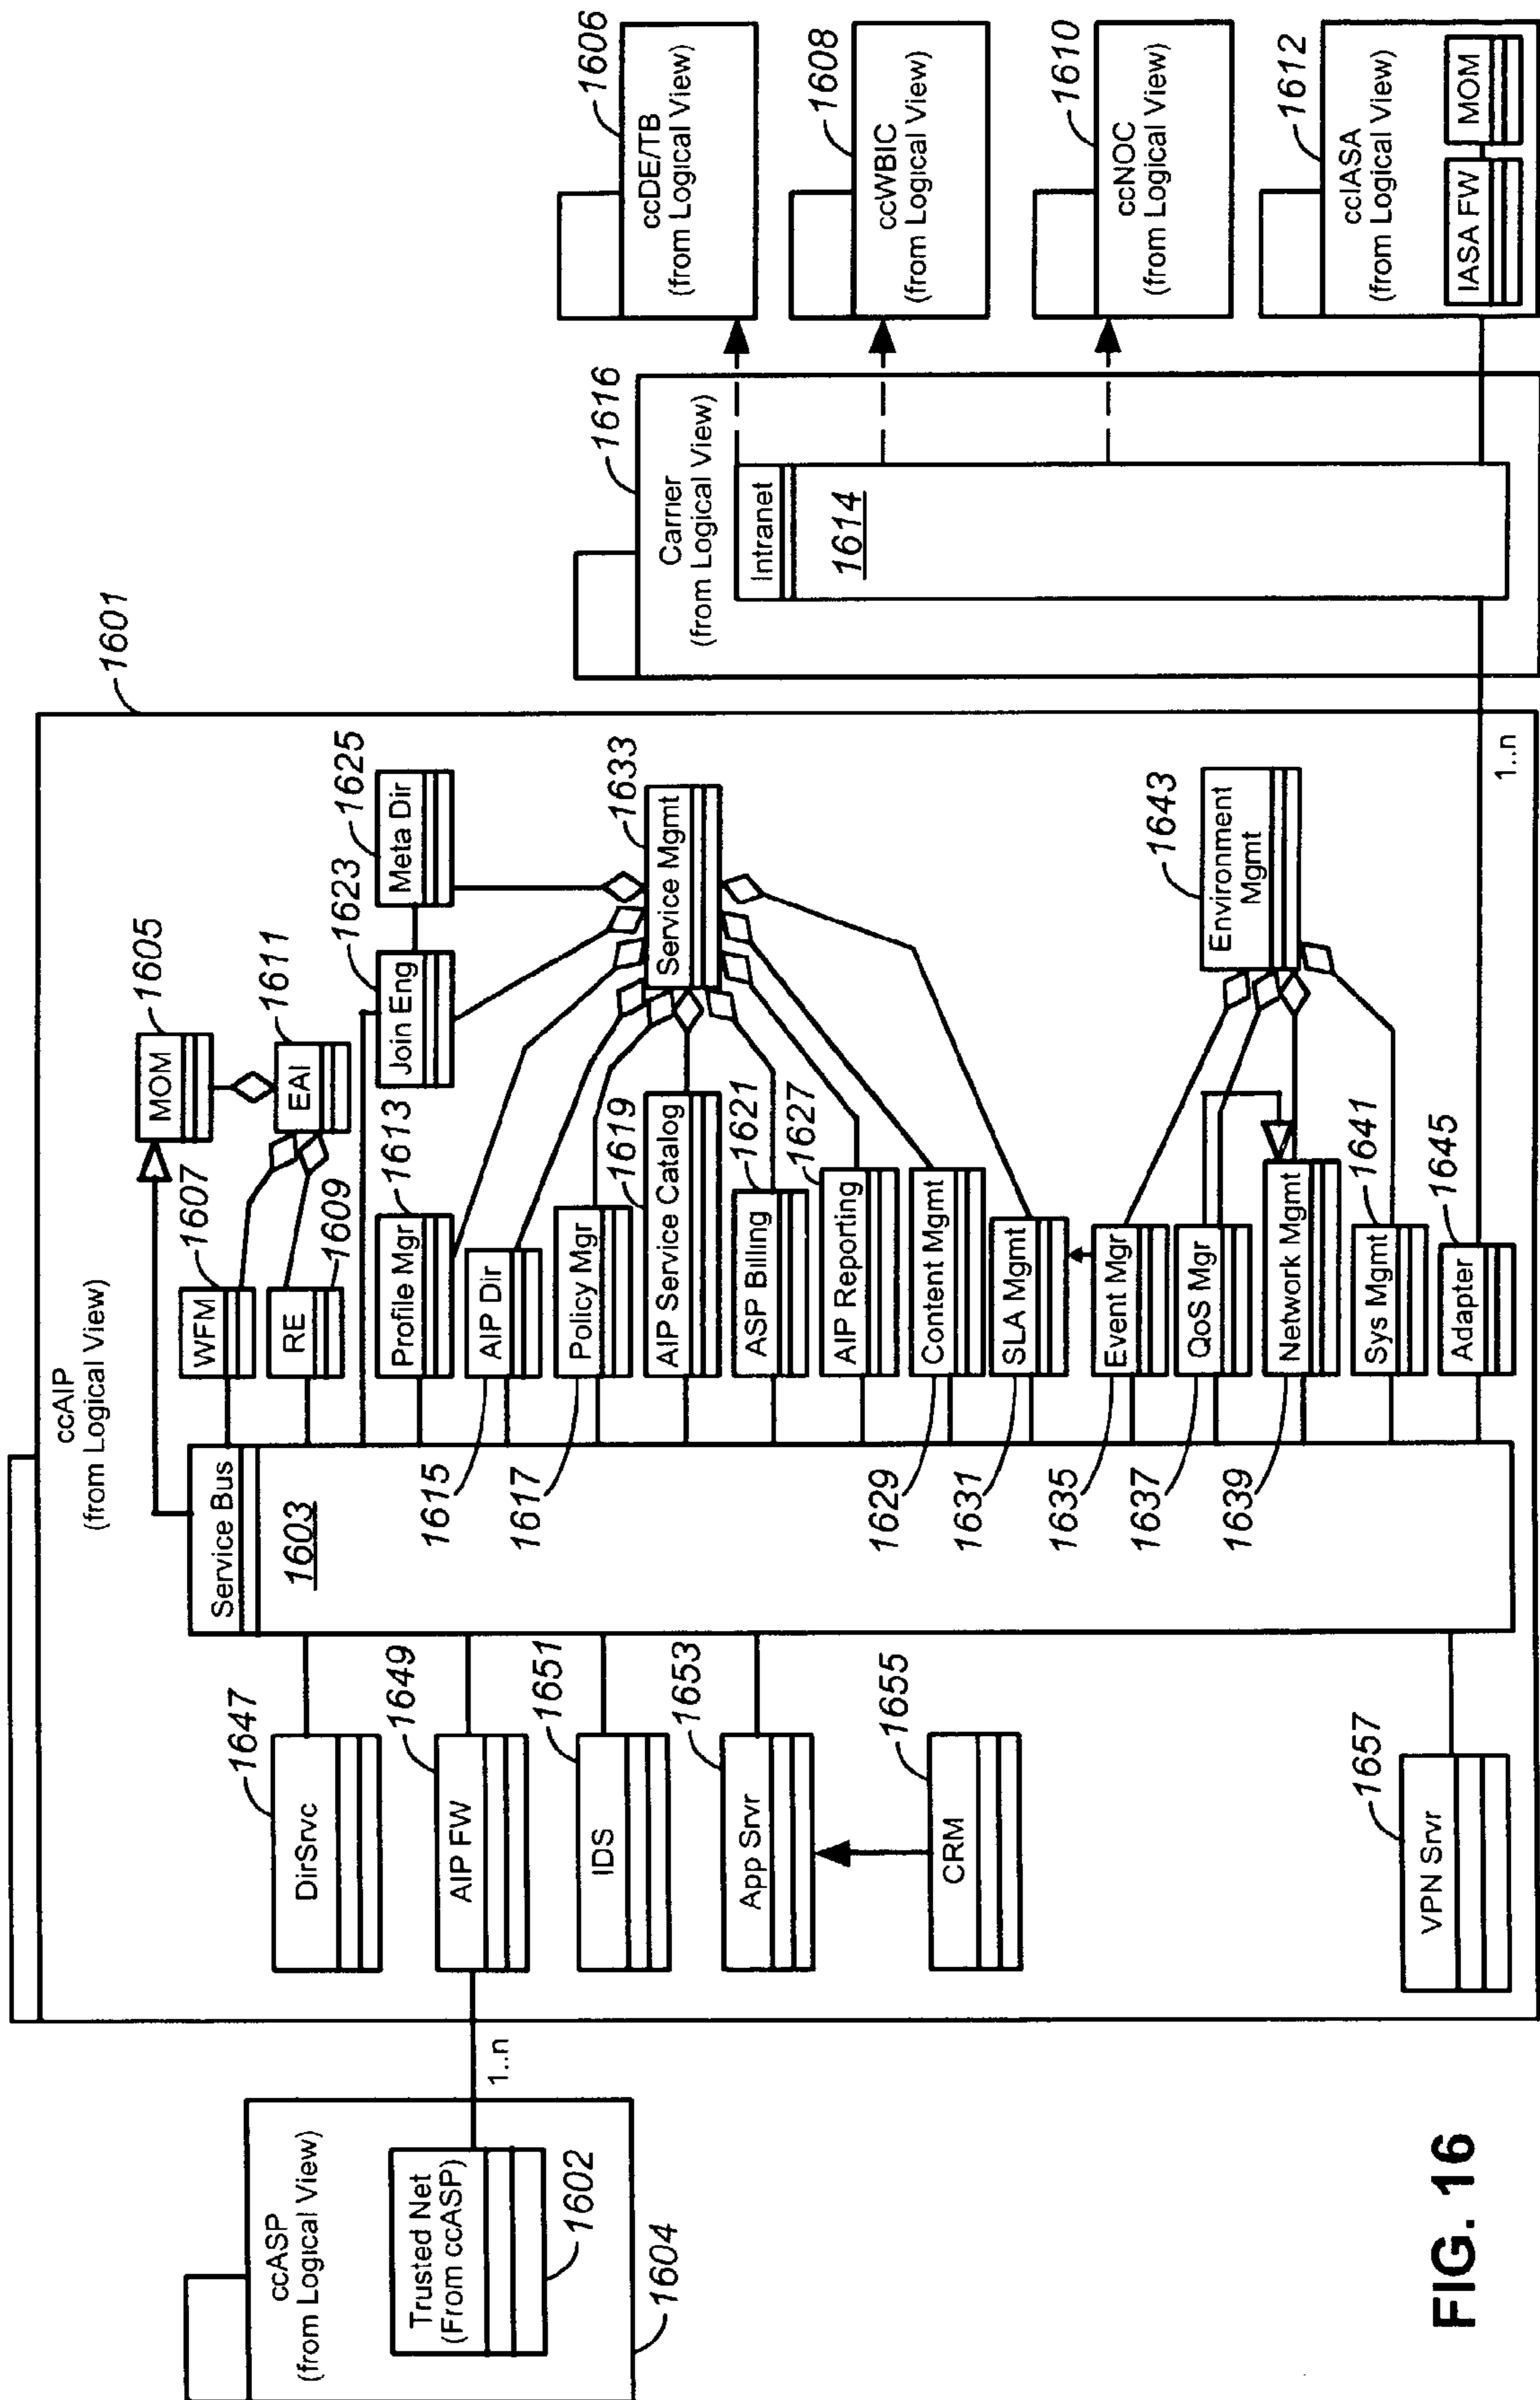 ccASP
(from Logical View)
Trusted Net
(From ccASP)
1602
1604
1..n
ccAIP
(from Logical View)
1601
DirSrvc
1647
AIP FW
1649
IDS
1651
App Srvr
1653
CRM
1655
VPN Srvr
1657
Service Bus
1603
MOM
1605
WFM
1607
EAI
1611
RE
1609
Join Eng
1623
Meta Dir
1625
Profile Mgr
1613
AIP Dir
1615
Policy Mgr
1617
AIP Service Catalog
1619
ASP Billing
1621
AIP Reporting
1627
Content Mgmt
1629
SLA Mgmt
1631
Service Mgmt
1633
Event Mgr
1635
QoS Mgr
1637
Network Mgmt
1639
Sys Mgmt
1641
Environment
Mgmt
1643
Adapter
1645
1..n
Carrier
(from Logical View)
1616
Intranet
1614
ccDE/TB
(from Logical View)
1606
ccWBIC
(from Logical View)
1608
ccNOC
(from Logical View)
1610
ccIASA
(from Logical View)
1612
IASA FW
MOM
FIG. 16